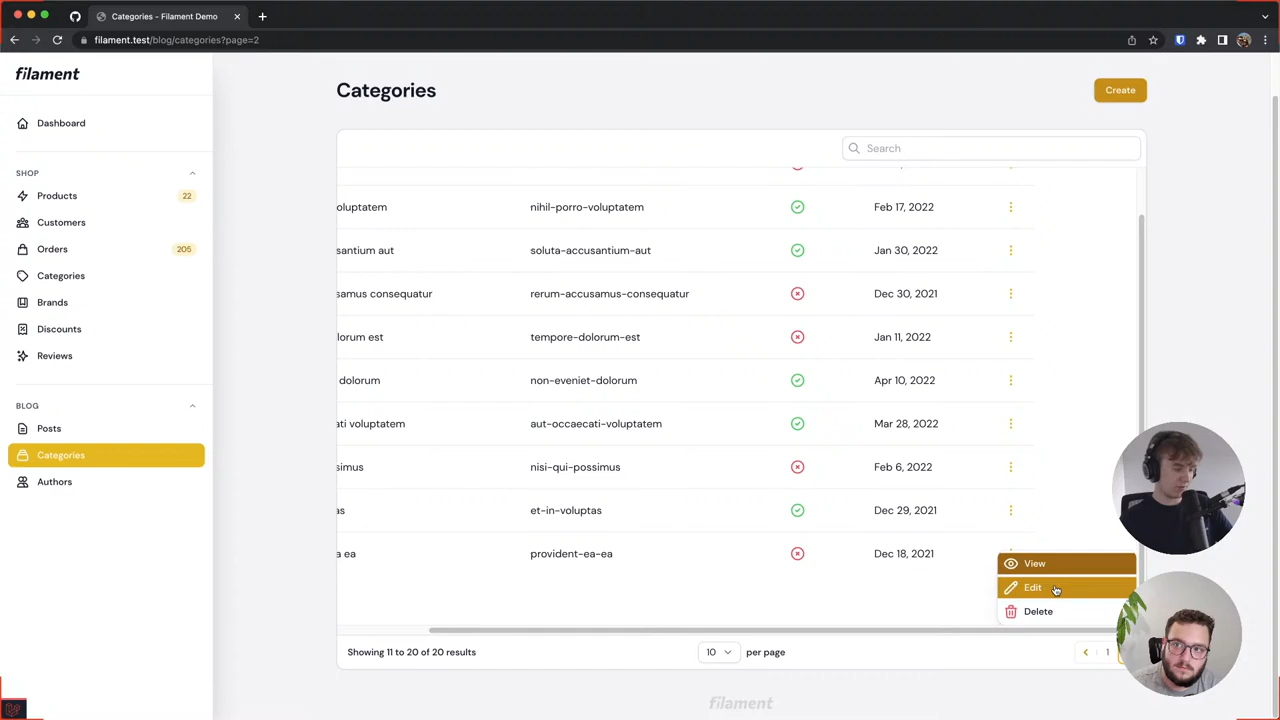 Categories - Filament Demo
filament.test/blog/categories?page=2
filament
Dashboard
SHOP
Products 22
Customers
Orders 205
Categories
Brands
Discounts
Reviews
BLOG
Posts
Categories
Authors
Categories
Create
Search
oluptatem nihil-porro-voluptatem Feb 17, 2022
santium aut soluta-accusantium-aut Jan 30, 2022
samus consequatur rerum-accusamus-consequatur Dec 30, 2021
lorum est tempore-dolorum-est Jan 11, 2022
dolorum non-eveniet-dolorum Apr 10, 2022
ati voluptatem aut-occaecati-voluptatem Mar 28, 2022
simus nisi-qui-possimus Feb 6, 2022
as et-in-voluptas Dec 29, 2021
a ea provident-ea-ea Dec 18, 2021
View
Edit
Delete
Showing 11 to 20 of 20 results 10 per page 1
filament